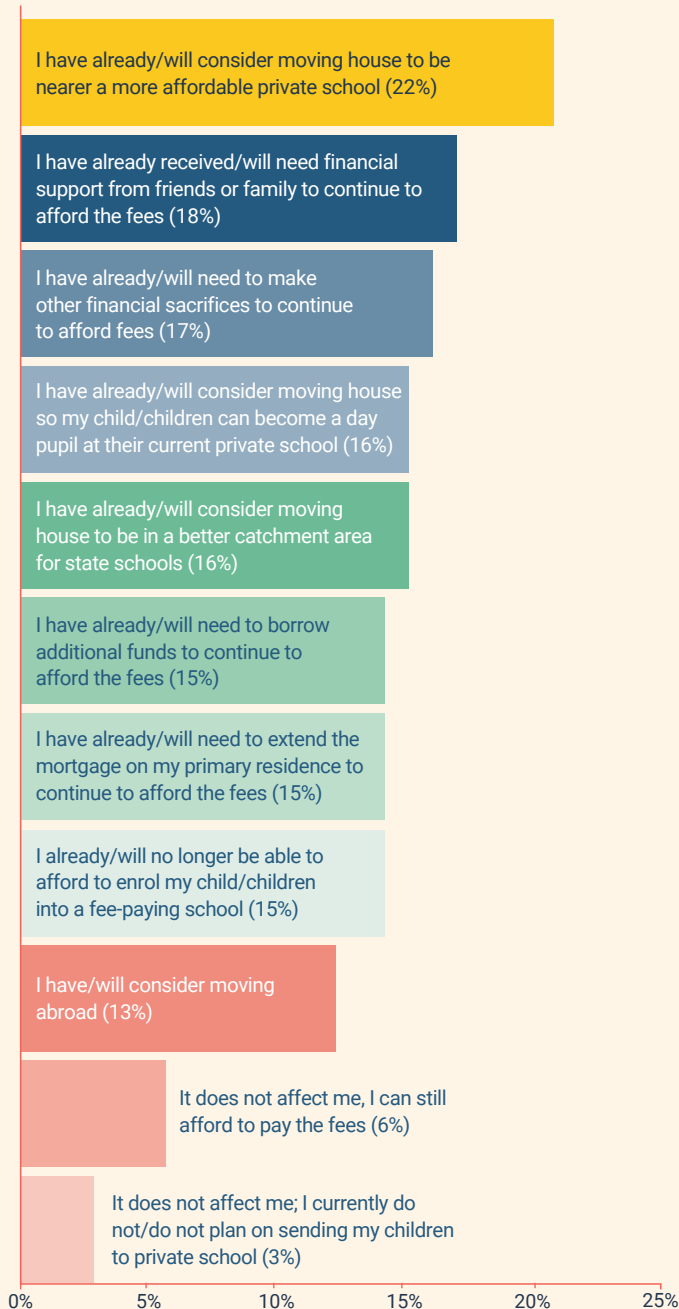 I have already/will consider moving house to be
nearer a more affordable private school (22%)
I have already received/will need financial
support from friends or family to continue to
afford the fees (18%)
I have already/will need to make
other financial sacrifices to continue
to afford fees (17%)
I have already/will consider moving house
so my child/children can become a day
pupil at their current private school (16%)
I have already/will consider moving
house to be in a better catchment area
for state schools (16%)
I have already/will need to borrow
additional funds to continue to
afford the fees (15%)
I have already/will need to extend the
mortgage on my primary residence to
continue to afford the fees (15%)
I already/will no longer be able to
afford to enrol my child/children
into a fee-paying school (15%)
I have/will consider moving
abroad (13%)
It does not affect me, I can still
afford to pay the fees (6%)
It does not affect me; I currently do
not/do not plan on sending my children
to private school (3%)
0% 5% 10% 15% 20% 25%